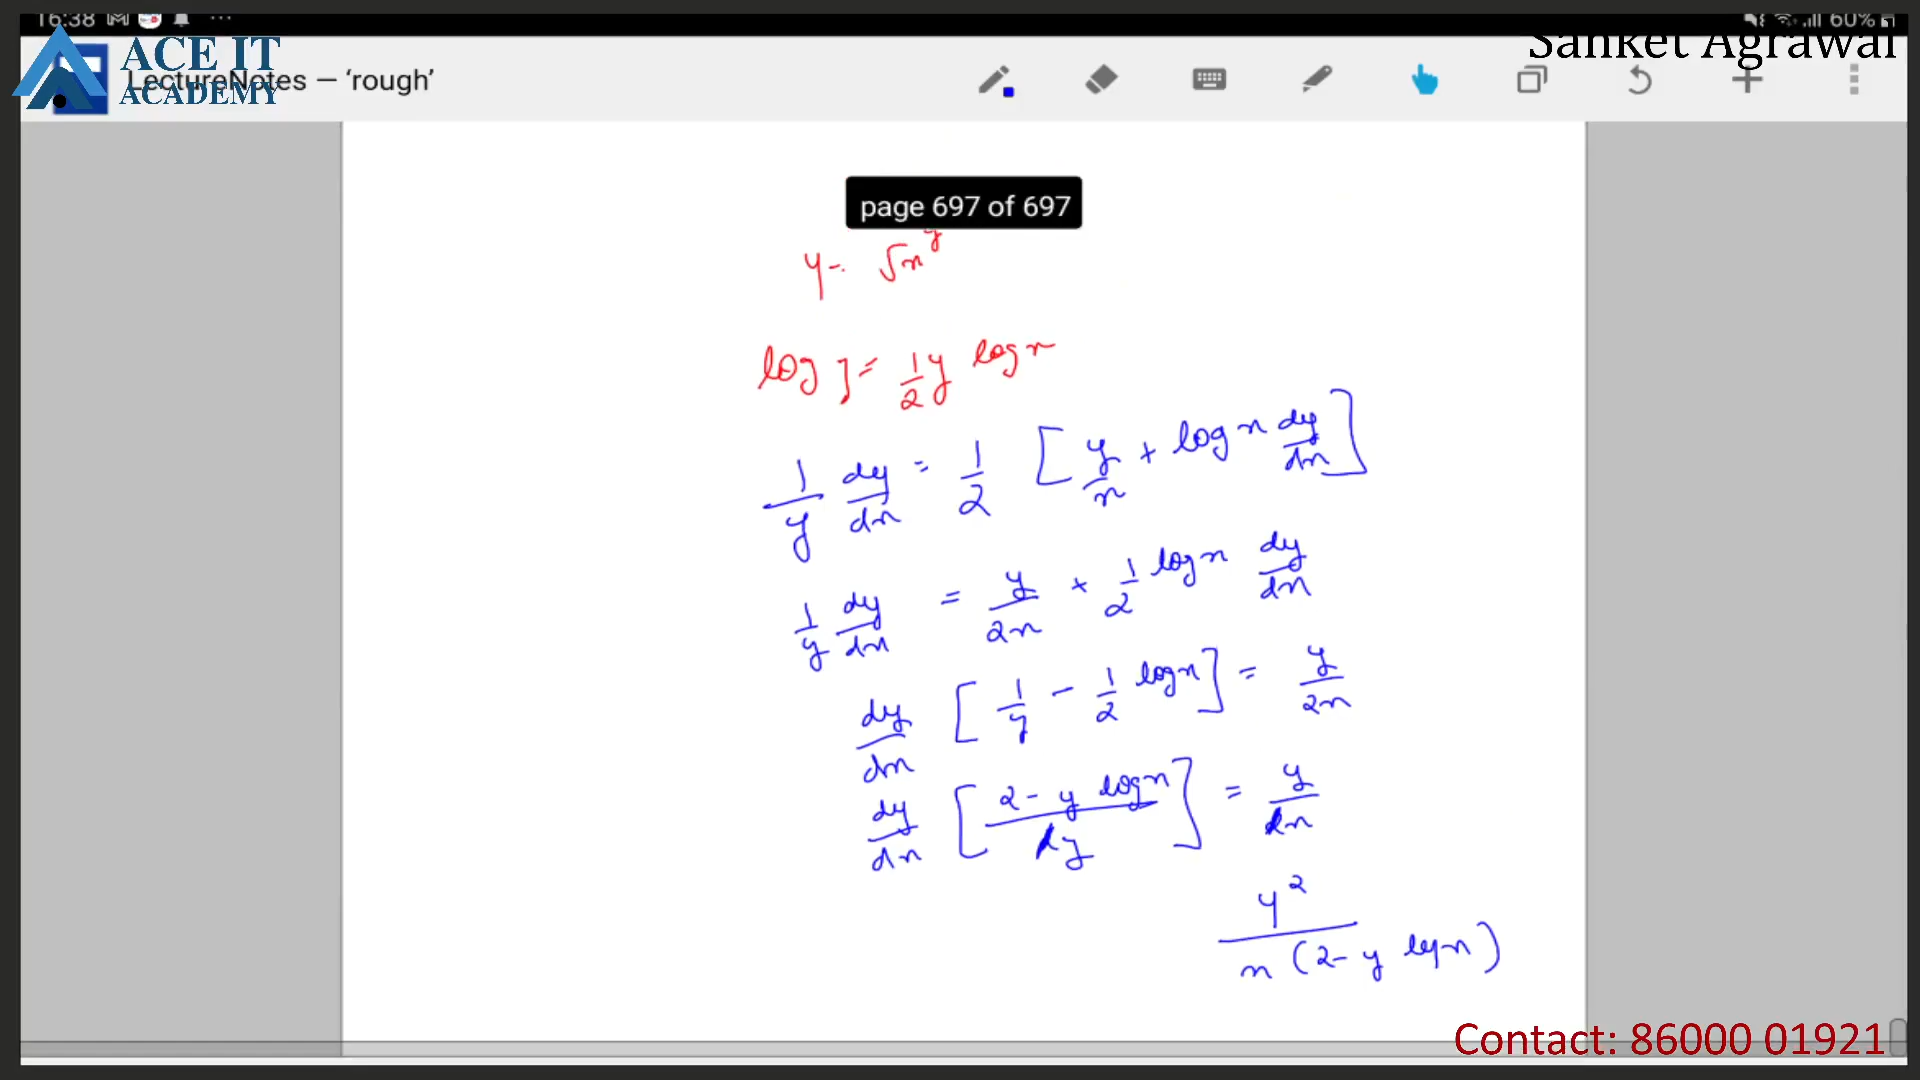 16:38 ... 60%
Sanket Agrawal
ACE IT
ACADEMY
LectureNotes — ‘rough’
page 697 of 697
y = √x^y
log y = 1/2 y log x
1/y dy/dx = 1/2 [y/x + log x dy/dx]
1/y dy/dx = y/2x + 1/2 log x dy/dx
dy/dx [1/y - 1/2 log x] = y/2x
dy/dx [(2 - y log x)/2y] = y/2x
y^2/x(2 - y log x)
Contact: 86000 01921